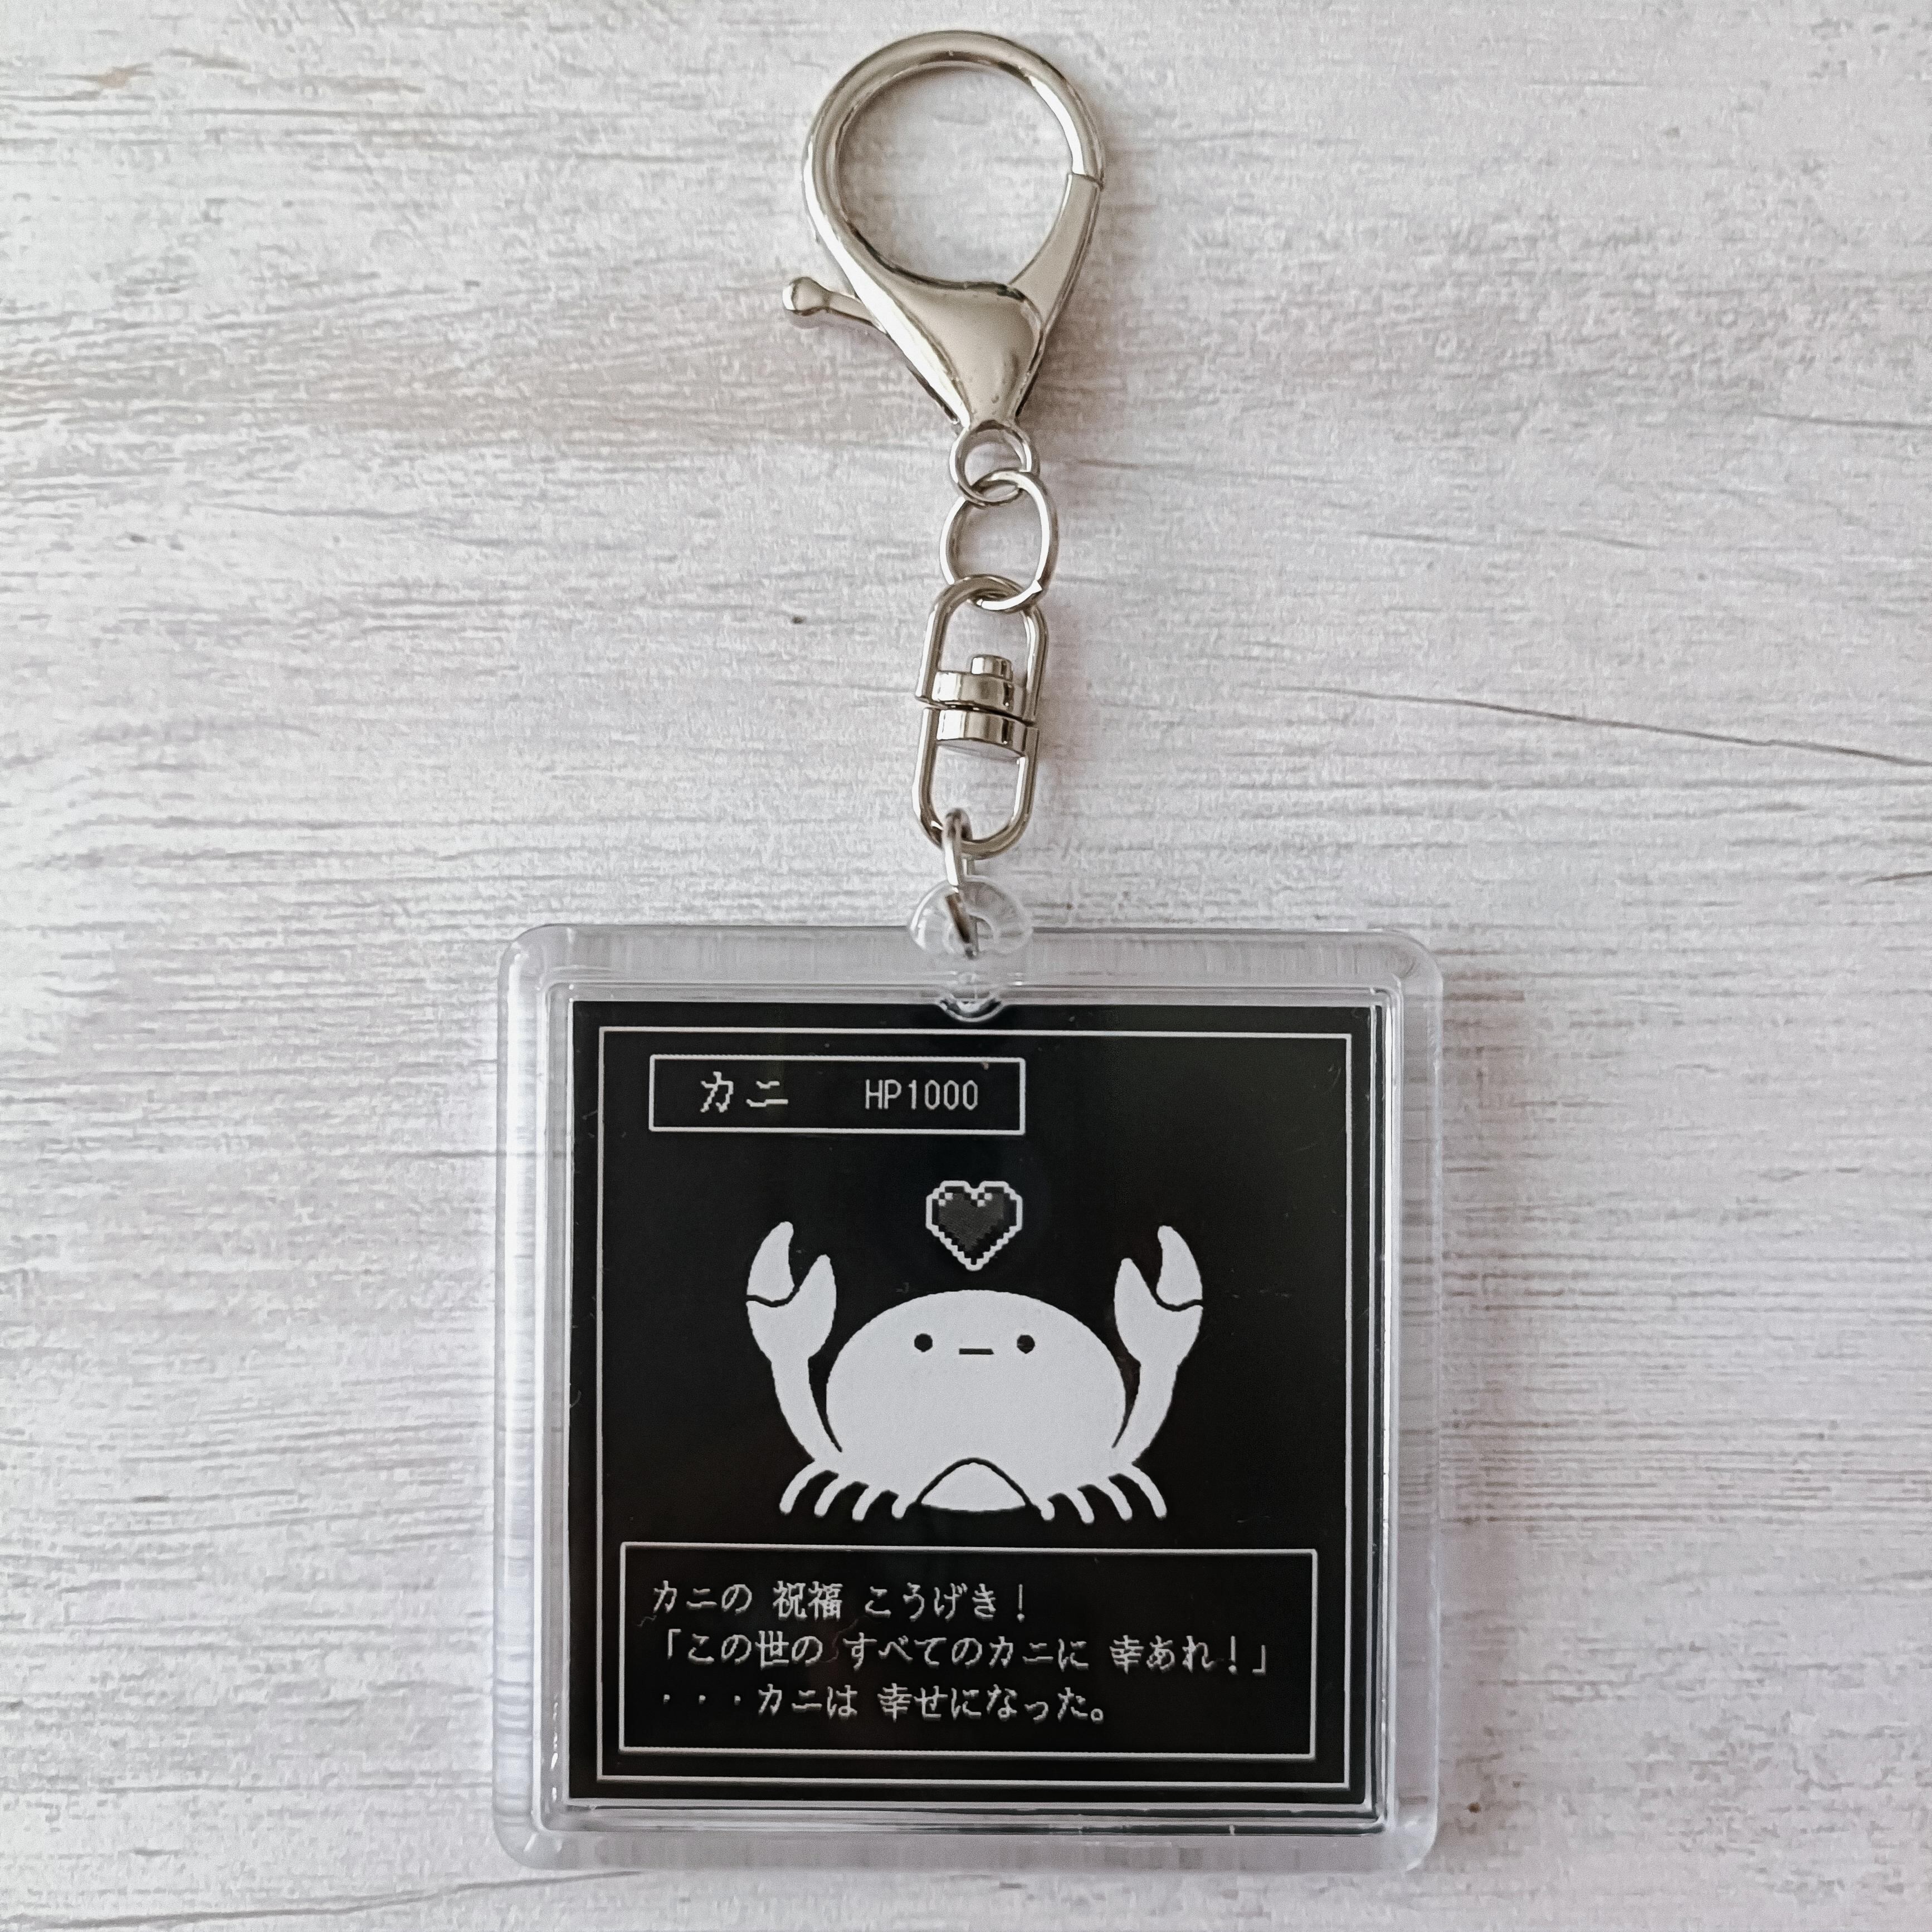 カニ　HP1000
カニの 祝福 こうげき！
「この世の すべてのカニに 幸あれ！」
・・・カニは 幸せになった。